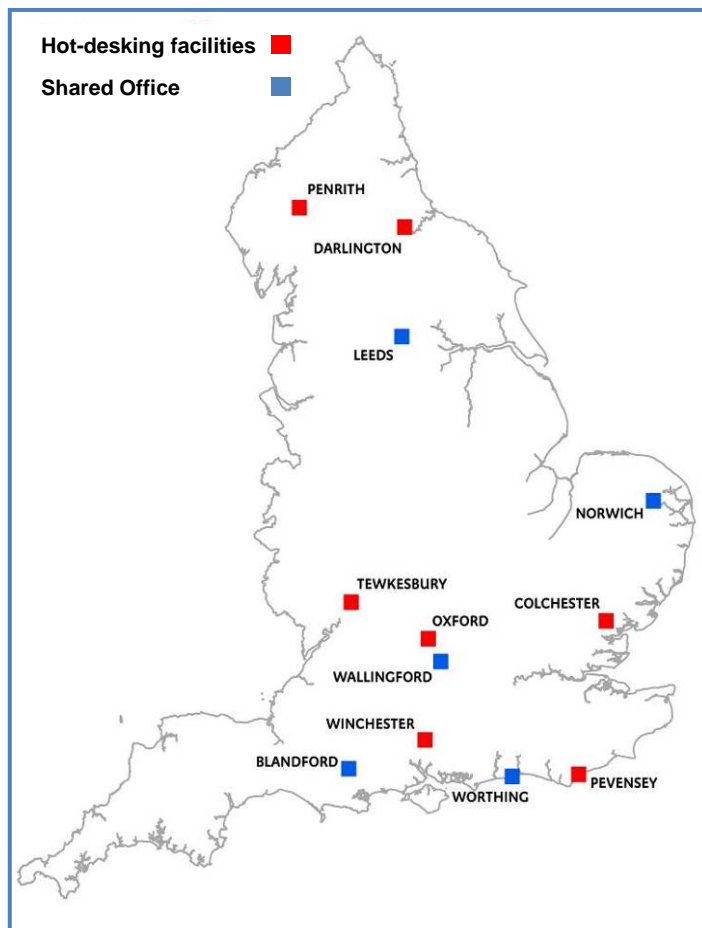 Hot-desking facilities
Shared Office
PENRITH
DARLINGTON
LEEDS
NORWICH
TEWKESBURY
COLCHESTER
OXFORD
WALLINGFORD
WINCHESTER
BLANDFORD
PEVENSEY
WORTHING